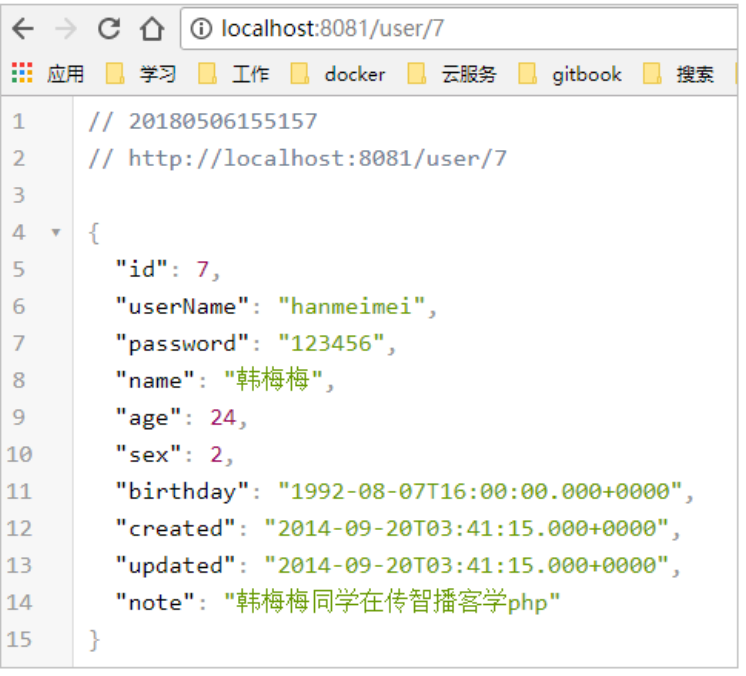 localhost:8081/user/7
应用 学习 工作 docker 云服务 gitbook 搜索
1 // 20180506155157
2 // http://localhost:8081/user/7
3
4 {
5 "id": 7,
6 "userName": "hanmeimei",
7 "password": "123456",
8 "name": "韩梅梅",
9 "age": 24,
10 "sex": 2,
11 "birthday": "1992-08-07T16:00:00.000+0000",
12 "created": "2014-09-20T03:41:15.000+0000",
13 "updated": "2014-09-20T03:41:15.000+0000",
14 "note": "韩梅梅同学在传智播客学php"
15 }